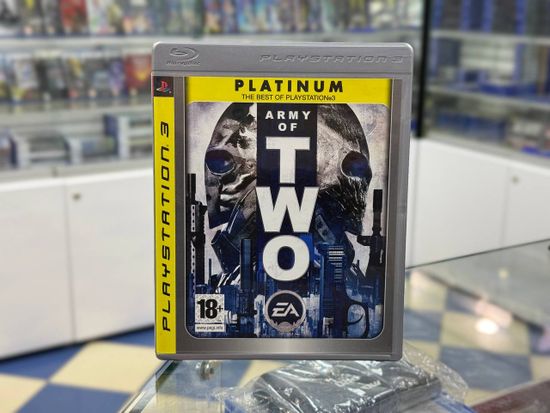 PLAYSTATION 3
PLAYSTATION 3
PLATINUM
THE BEST OF PLAYSTATION®3
ARMY
OF
TWO
18+
www.pegi.info
EA